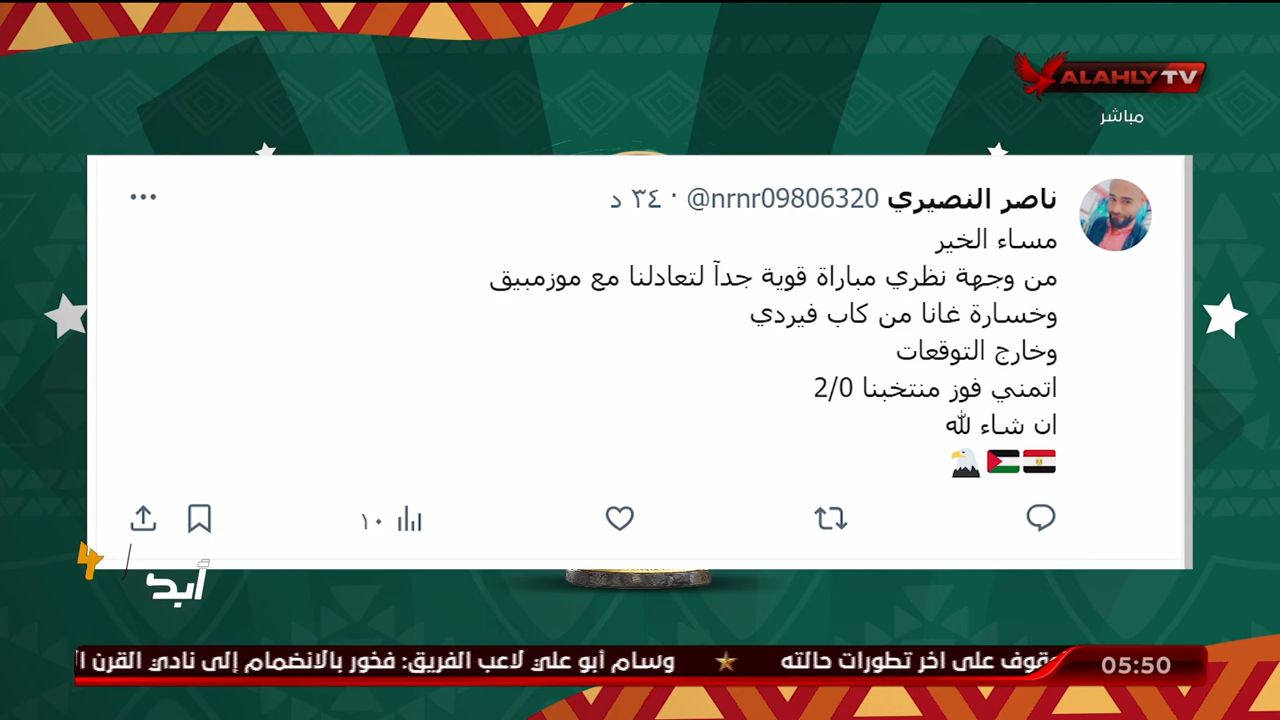 ALAHLY TV
مباشر
ناصر النصيري @nrnr09806320 · ٣٤ د
مساء الخير
من وجهة نظري مباراة قوية جدآ لتعادلنا مع موزمبيق
وخسارة غانا من كاب فيردي
وخارج التوقعات
اتمني فوز منتخبنا 2/0
ان شاء لله
١٠
أبد
على اخر تطورات حالته ★ وسام أبو علي لاعب الفريق: فخور بالانضمام إلى نادي القرن
05:50